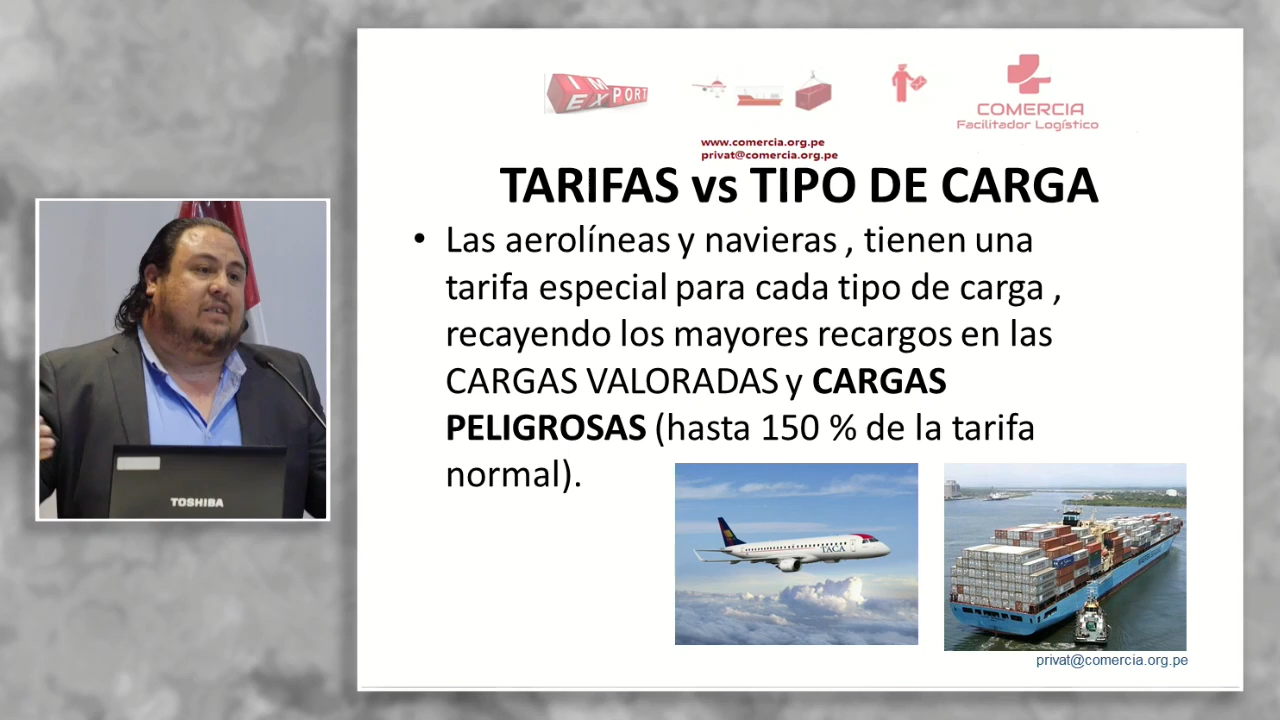 IM
EXPORT
COMERCIA
Facilitador Logístico
www.comercia.org.pe
privat@comercia.org.pe
TARIFAS vs TIPO DE CARGA
• Las aerolíneas y navieras , tienen una
tarifa especial para cada tipo de carga ,
recayendo los mayores recargos en las
CARGAS VALORADAS y CARGAS
PELIGROSAS (hasta 150 % de la tarifa
normal).
TACA
privat@comercia.org.pe
TOSHIBA